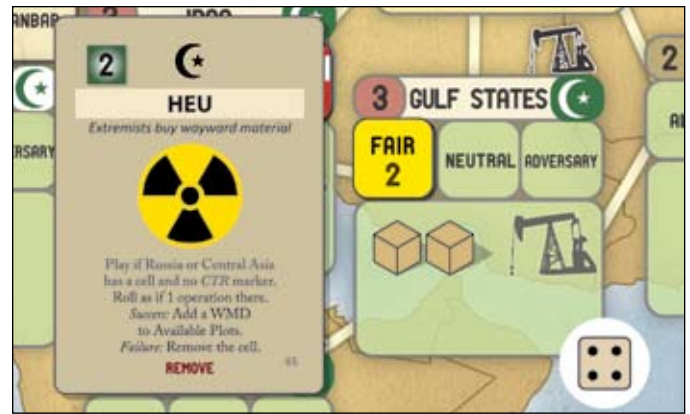 ANBAR
IRAQ
2
HEU
Extremists buy wayward material
Play if Russia or Central Asia
has a cell and no CTR marker.
Roll as if 1 operation there.
Success: Add a WMD
to Available Plots.
Failure: Remove the cell.
REMOVE
65
ERSARY
3 GULF STATES
FAIR
2
NEUTRAL
ADVERSARY
2